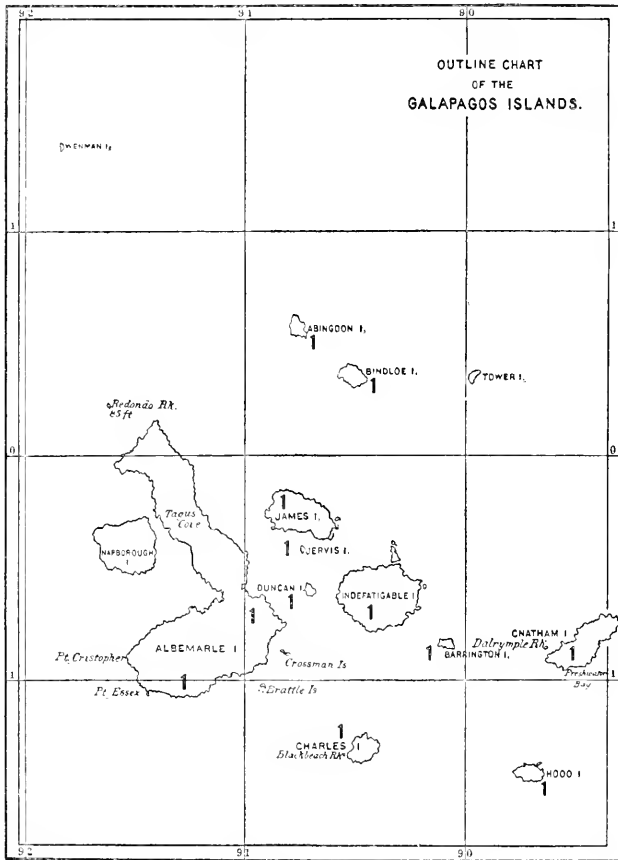 92
91
90
OUTLINE CHART
OF THE
GALAPAGOS ISLANDS.
WENMAN Is
1
1
ABINGDON I,
1
BINDLOE I.
1
TOWER I,
Redondo Rk.
85 ft
0
0
Tagus
Cove
1
JAMES I,
NARBOROUGH
I
1
JERVIS I.
DUNCAN I
1
INDEFATIGABLE I
1
1
CHATHAM I
Dalrymple Rk
1
1
BARRINGTON I,
ALBEMARLE I
Pt. Cristopher
Crossman Is
Freshwater
Bay
1
1
1
Pt. Essex
Brattle Is
1
CHARLES
I
Blackbeach Rk
HOOD I
1
92
91
90